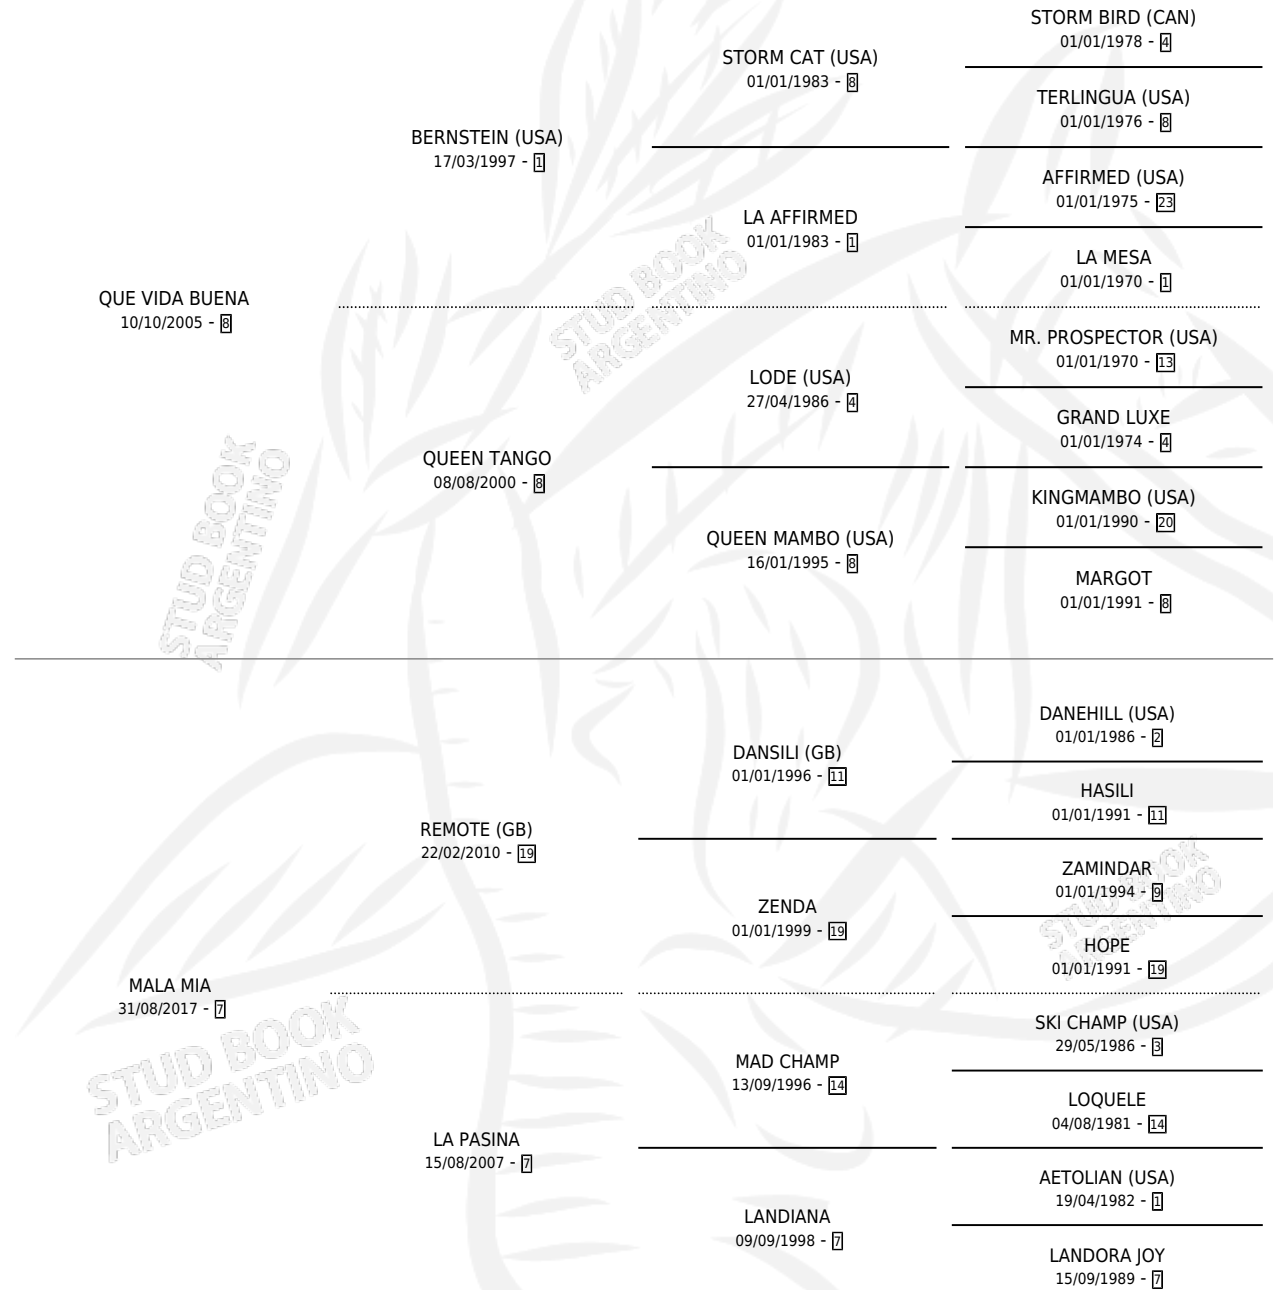 STORM BIRD (CAN)
01/01/1978 - 4
STORM CAT (USA)
01/01/1983 - 8
TERLINGUA (USA)
01/01/1976 - 8
BERNSTEIN (USA)
17/03/1997 - 1
AFFIRMED (USA)
01/01/1975 - 23
LA AFFIRMED
01/01/1983 - 1
LA MESA
01/01/1970 - 1
QUE VIDA BUENA
10/10/2005 - 8
MR. PROSPECTOR (USA)
01/01/1970 - 13
LODE (USA)
27/04/1986 - 4
GRAND LUXE
01/01/1974 - 4
QUEEN TANGO
08/08/2000 - 8
KINGMAMBO (USA)
01/01/1990 - 20
QUEEN MAMBO (USA)
16/01/1995 - 8
MARGOT
01/01/1991 - 8
STUD BOOK
ARGENTINO
STUD BOOK
ARGENTINO
DANEHILL (USA)
01/01/1986 - 2
DANSILI (GB)
01/01/1996 - 11
HASILI
01/01/1991 - 11
REMOTE (GB)
22/02/2010 - 19
ZAMINDAR
01/01/1994 - 9
ZENDA
01/01/1999 - 19
HOPE
01/01/1991 - 19
MALA MIA
31/08/2017 - 7
SKI CHAMP (USA)
29/05/1986 - 3
MAD CHAMP
13/09/1996 - 14
LOQUELE
04/08/1981 - 14
LA PASINA
15/08/2007 - 7
AETOLIAN (USA)
19/04/1982 - 1
LANDIANA
09/09/1998 - 7
LANDORA JOY
15/09/1989 - 7
STUD BOOK
ARGENTINO
STUD BOOK
ARGENTINO